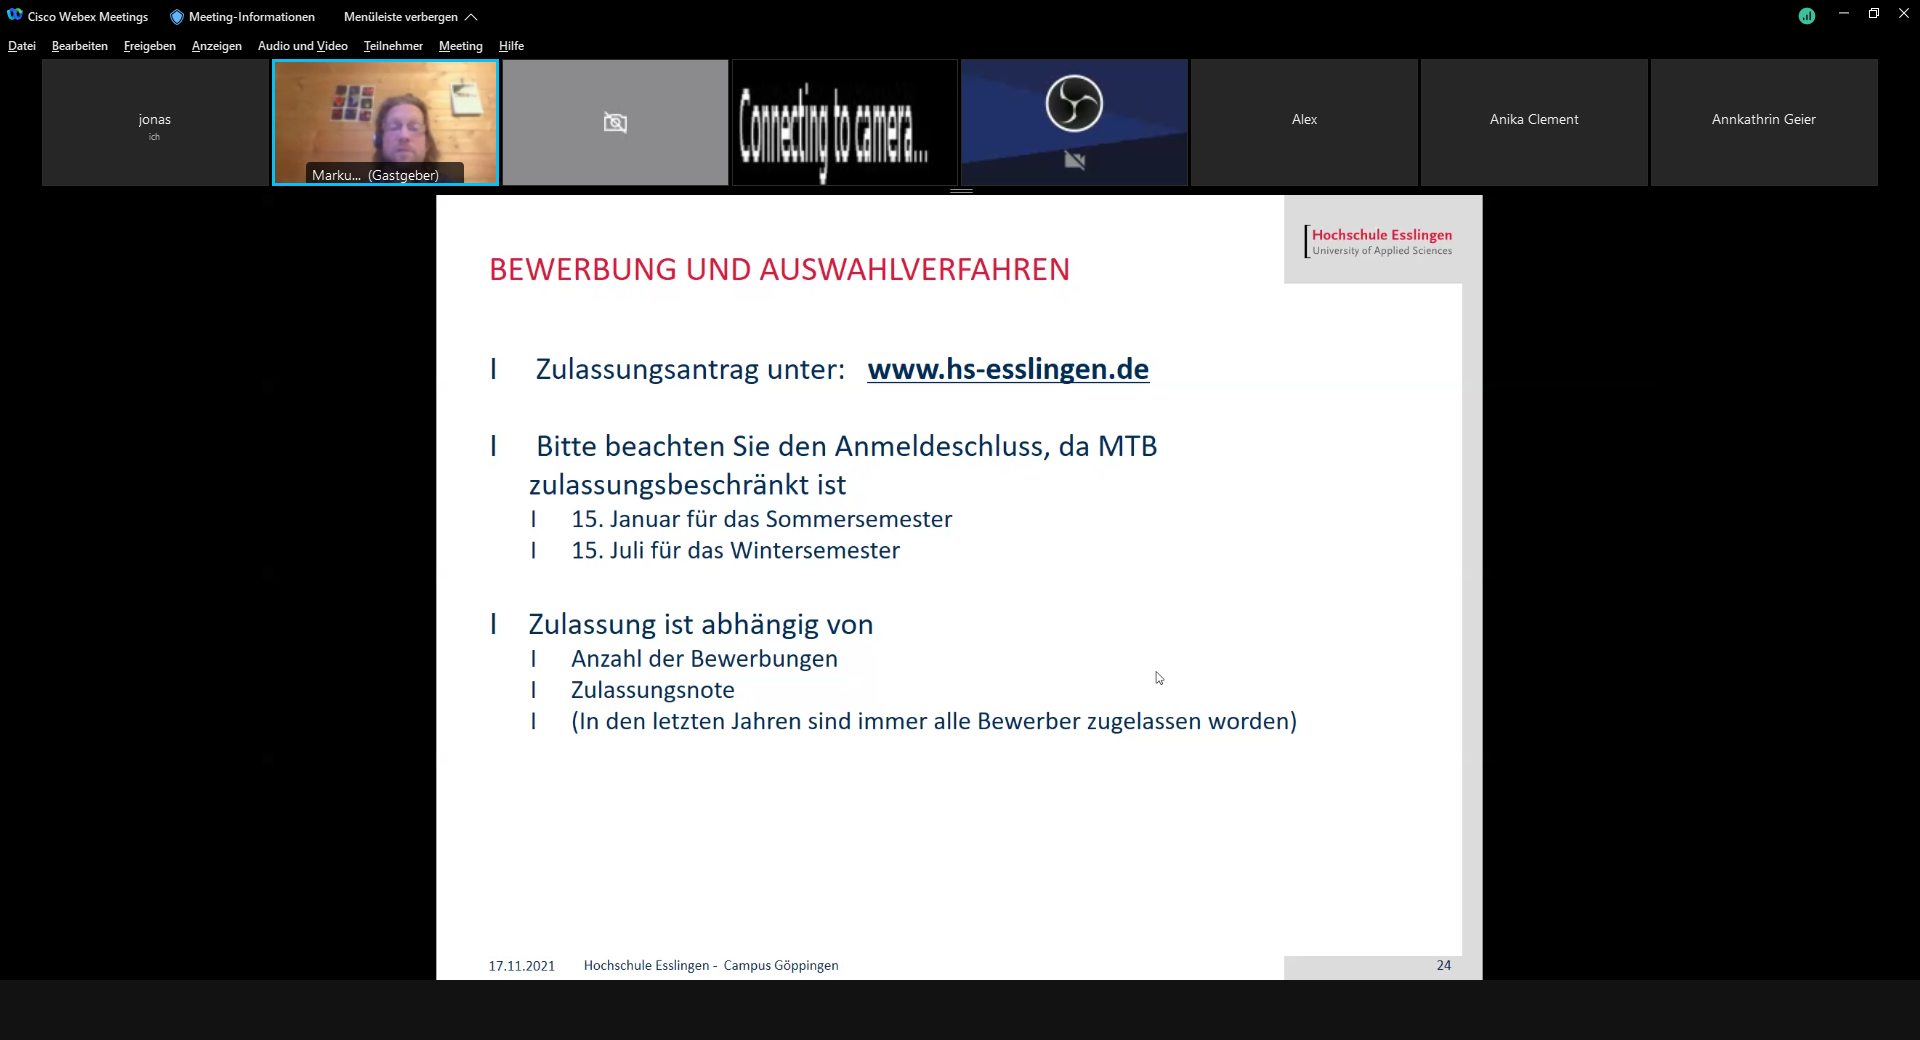 Cisco Webex Meetings
Meeting-Informationen
Menüleiste verbergen
Datei Bearbeiten Freigeben Anzeigen Audio und Video Teilnehmer Meeting Hilfe
jonas
ich
Marku... (Gastgeber)
Connecting to camera...
Alex
Anika Clement
Annkathrin Geier
Hochschule Esslingen
University of Applied Sciences
BEWERBUNG UND AUSWAHLVERFAHREN
I Zulassungsantrag unter: www.hs-esslingen.de
I Bitte beachten Sie den Anmeldeschluss, da MTB
zulassungsbeschränkt ist
I 15. Januar für das Sommersemester
I 15. Juli für das Wintersemester
I Zulassung ist abhängig von
I Anzahl der Bewerbungen
I Zulassungsnote
I (In den letzten Jahren sind immer alle Bewerber zugelassen worden)
17.11.2021 Hochschule Esslingen - Campus Göppingen 24